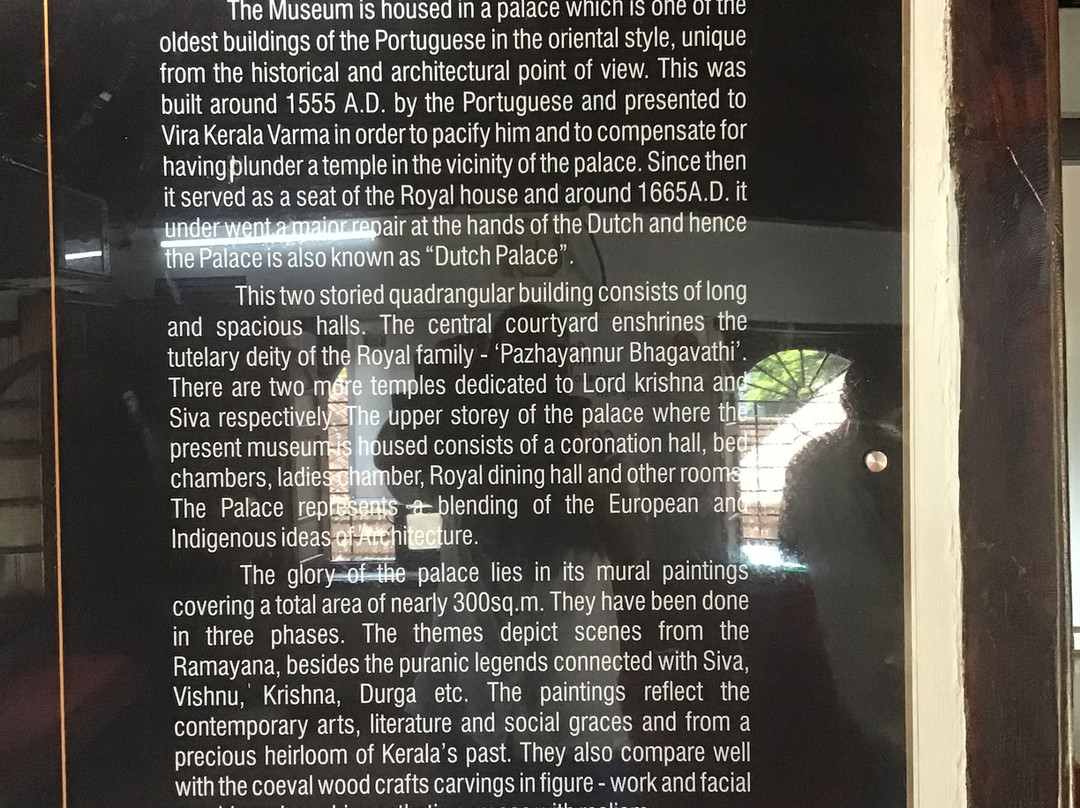 The Museum is housed in a palace which is one of the
oldest buildings of the Portuguese in the oriental style, unique
from the historical and architectural point of view. This was
built around 1555 A.D. by the Portuguese and presented to
Vira Kerala Varma in order to pacify him and to compensate for
having plunder a temple in the vicinity of the palace. Since then
it served as a seat of the Royal house and around 1665A.D. it
under went a major repair at the hands of the Dutch and hence
the Palace is also known as “Dutch Palace”.
This two storied quadrangular building consists of long
and spacious halls. The central courtyard enshrines the
tutelary deity of the Royal family - ‘Pazhayannur Bhagavathi’.
There are two more temples dedicated to Lord krishna and
Siva respectively. The upper storey of the palace where the
present museum is housed consists of a coronation hall, bed
chambers, ladies chamber, Royal dining hall and other rooms.
The Palace represents a blending of the European and
Indigenous ideas of Architecture.
The glory of the palace lies in its mural paintings
covering a total area of nearly 300sq.m. They have been done
in three phases. The themes depict scenes from the
Ramayana, besides the puranic legends connected with Siva,
Vishnu, Krishna, Durga etc. The paintings reflect the
contemporary arts, literature and social graces and from a
precious heirloom of Kerala’s past. They also compare well
with the coeval wood crafts carvings in figure - work and facial